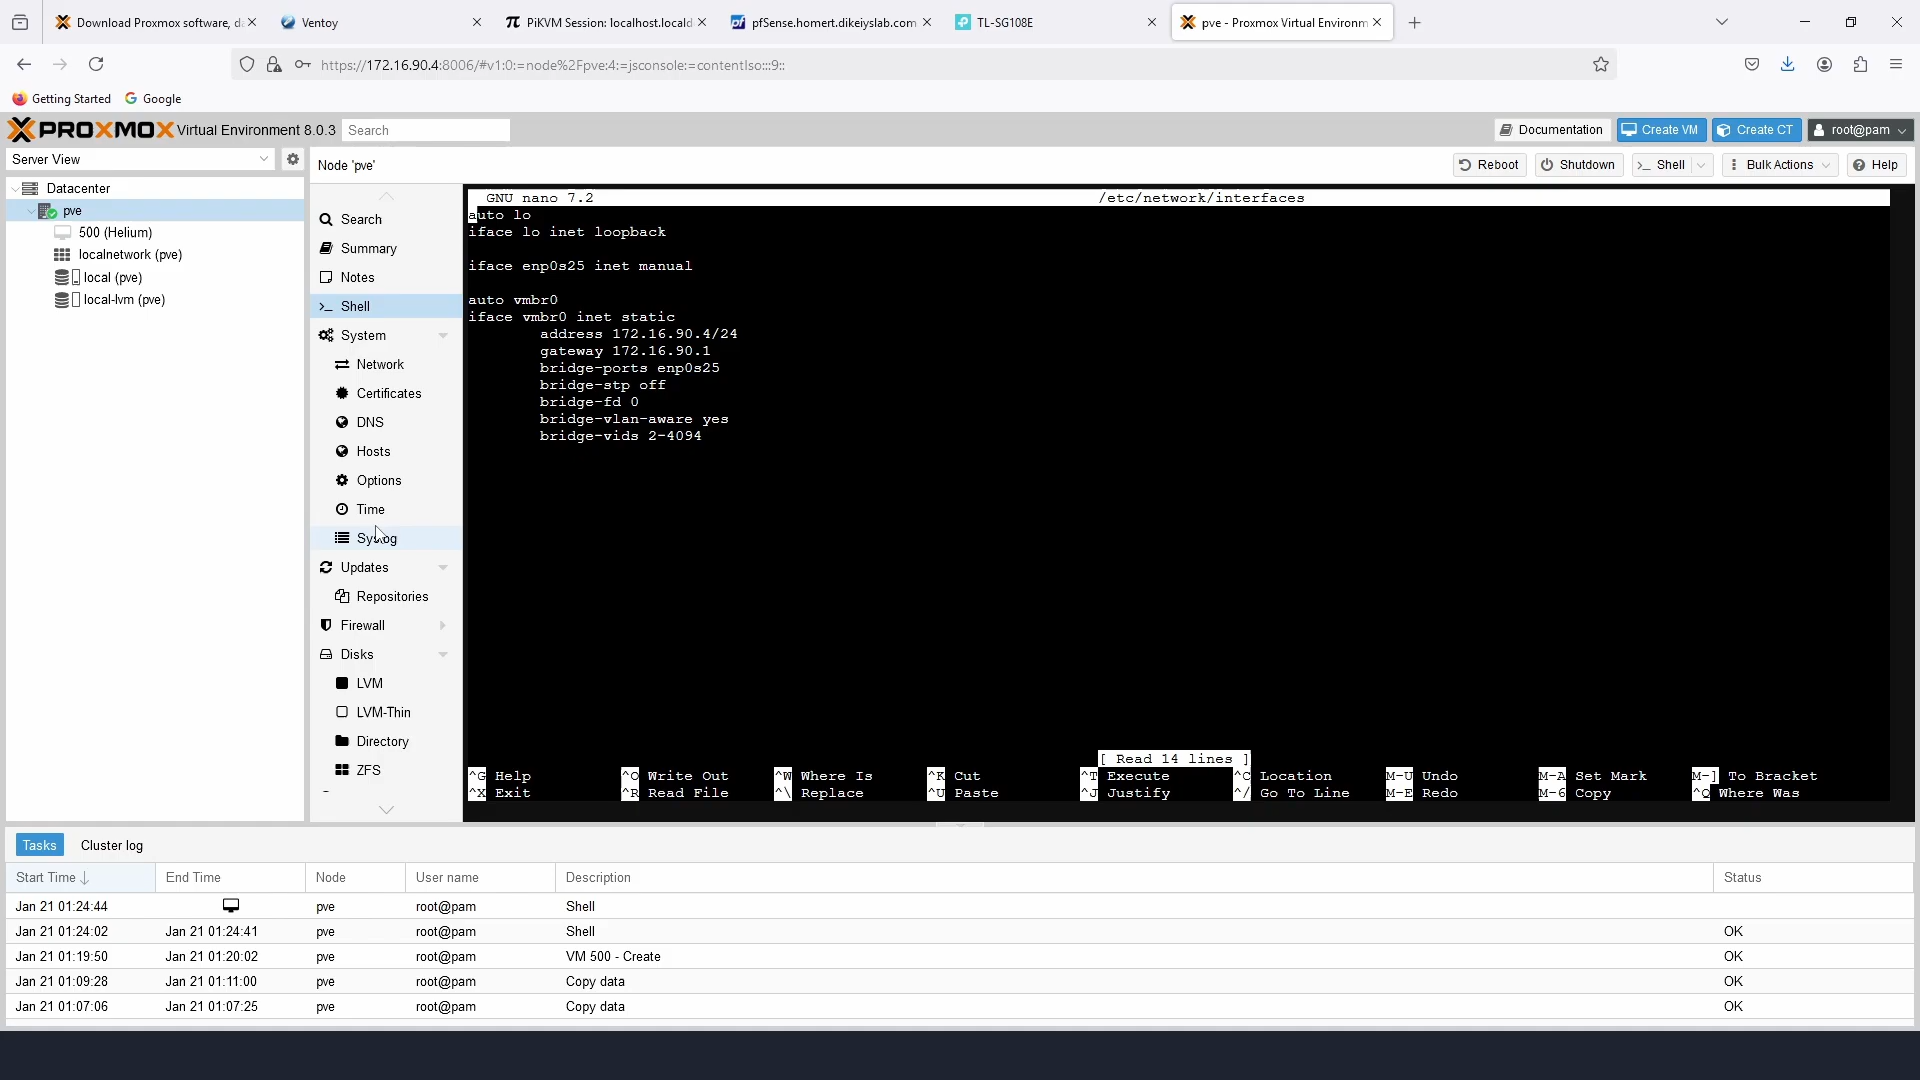 Download Proxmox software, da
Ventoy
PiKVM Session: localhost.locald
pfSense.homert.dikeiyslab.com
TL-SG108E
pve - Proxmox Virtual Environm
https://172.16.90.4:8006/#v1:0:=node%2Fpve:4:=jsconsole:=contentIso:::9::
Getting Started
Google
PROXMOX Virtual Environment 8.0.3
Search
Documentation
Create VM
Create CT
root@pam
Server View
Node 'pve'
Reboot
Shutdown
Shell
Bulk Actions
Help
Datacenter
pve
500 (Helium)
localnetwork (pve)
local (pve)
local-lvm (pve)
Search
Summary
Notes
Shell
System
Network
Certificates
DNS
Hosts
Options
Time
Syslog
Updates
Repositories
Firewall
Disks
LVM
LVM-Thin
Directory
ZFS
GNU nano 7.2 /etc/network/interfaces
auto lo
iface lo inet loopback
iface enp0s25 inet manual
auto vmbr0
iface vmbr0 inet static
address 172.16.90.4/24
gateway 172.16.90.1
bridge-ports enp0s25
bridge-stp off
bridge-fd 0
bridge-vlan-aware yes
bridge-vids 2-4094
[ Read 14 lines ]
^G Help ^O Write Out ^W Where Is ^K Cut ^T Execute ^C Location M-U Undo M-A Set Mark M-] To Bracket
^X Exit ^R Read File ^\ Replace ^U Paste ^J Justify ^/ Go To Line M-E Redo M-6 Copy ^Q Where Was
Tasks
Cluster log
Start Time End Time Node User name Description Status
Jan 21 01:24:44 pve root@pam Shell
Jan 21 01:24:02 Jan 21 01:24:41 pve root@pam Shell OK
Jan 21 01:19:50 Jan 21 01:20:02 pve root@pam VM 500 - Create OK
Jan 21 01:09:28 Jan 21 01:11:00 pve root@pam Copy data OK
Jan 21 01:07:06 Jan 21 01:07:25 pve root@pam Copy data OK